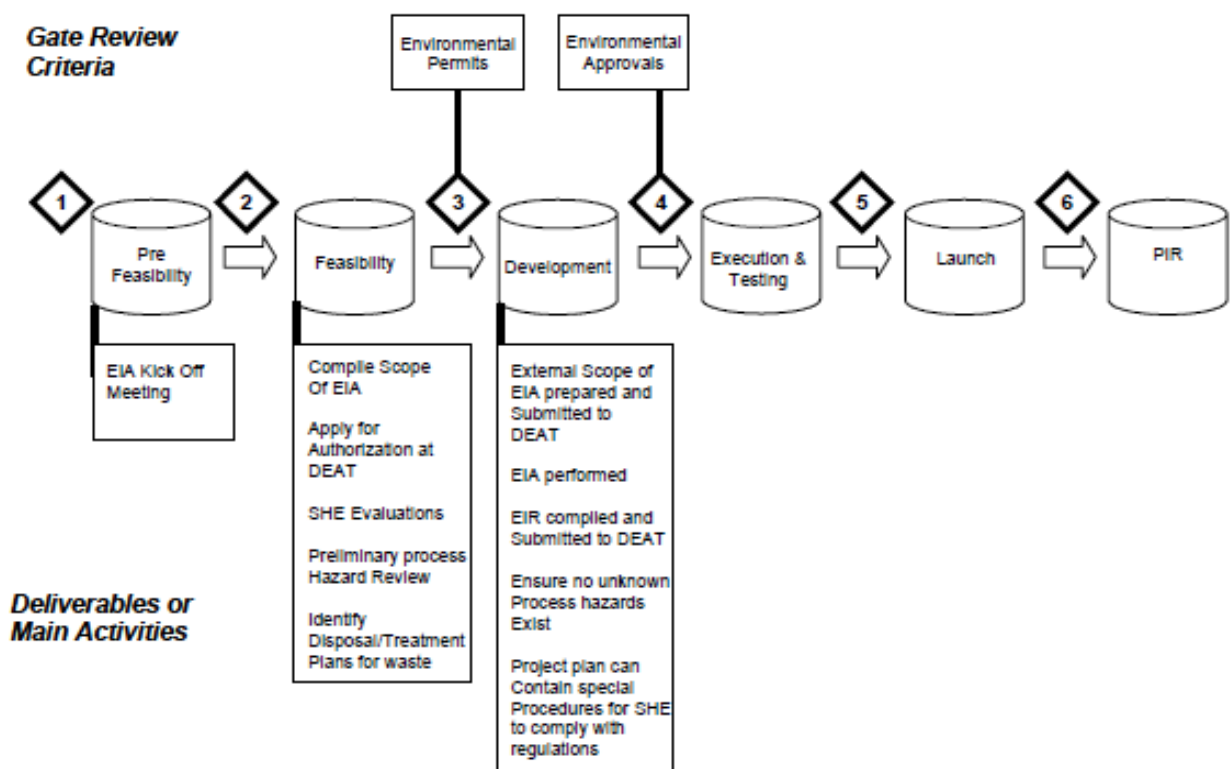 Gate Review
Criteria
Environmental
Permits
Environmental
Approvals
1
2
3
4
5
6
Pre
Feasibility
Feasibility
Development
Execution &
Testing
Launch
PIR
EIA Kick Off
Meeting
Compile Scope
Of EIA
Apply for
Authorization at
DEAT
SHE Evaluations
Preliminary process
Hazard Review
Identify
Disposal/Treatment
Plans for waste
External Scope of
EIA prepared and
Submitted to
DEAT
EIA performed
EIR compiled and
Submitted to DEAT
Ensure no unknown
Process hazards
Exist
Project plan can
Contain special
Procedures for SHE
to comply with
regulations
Deliverables or
Main Activities